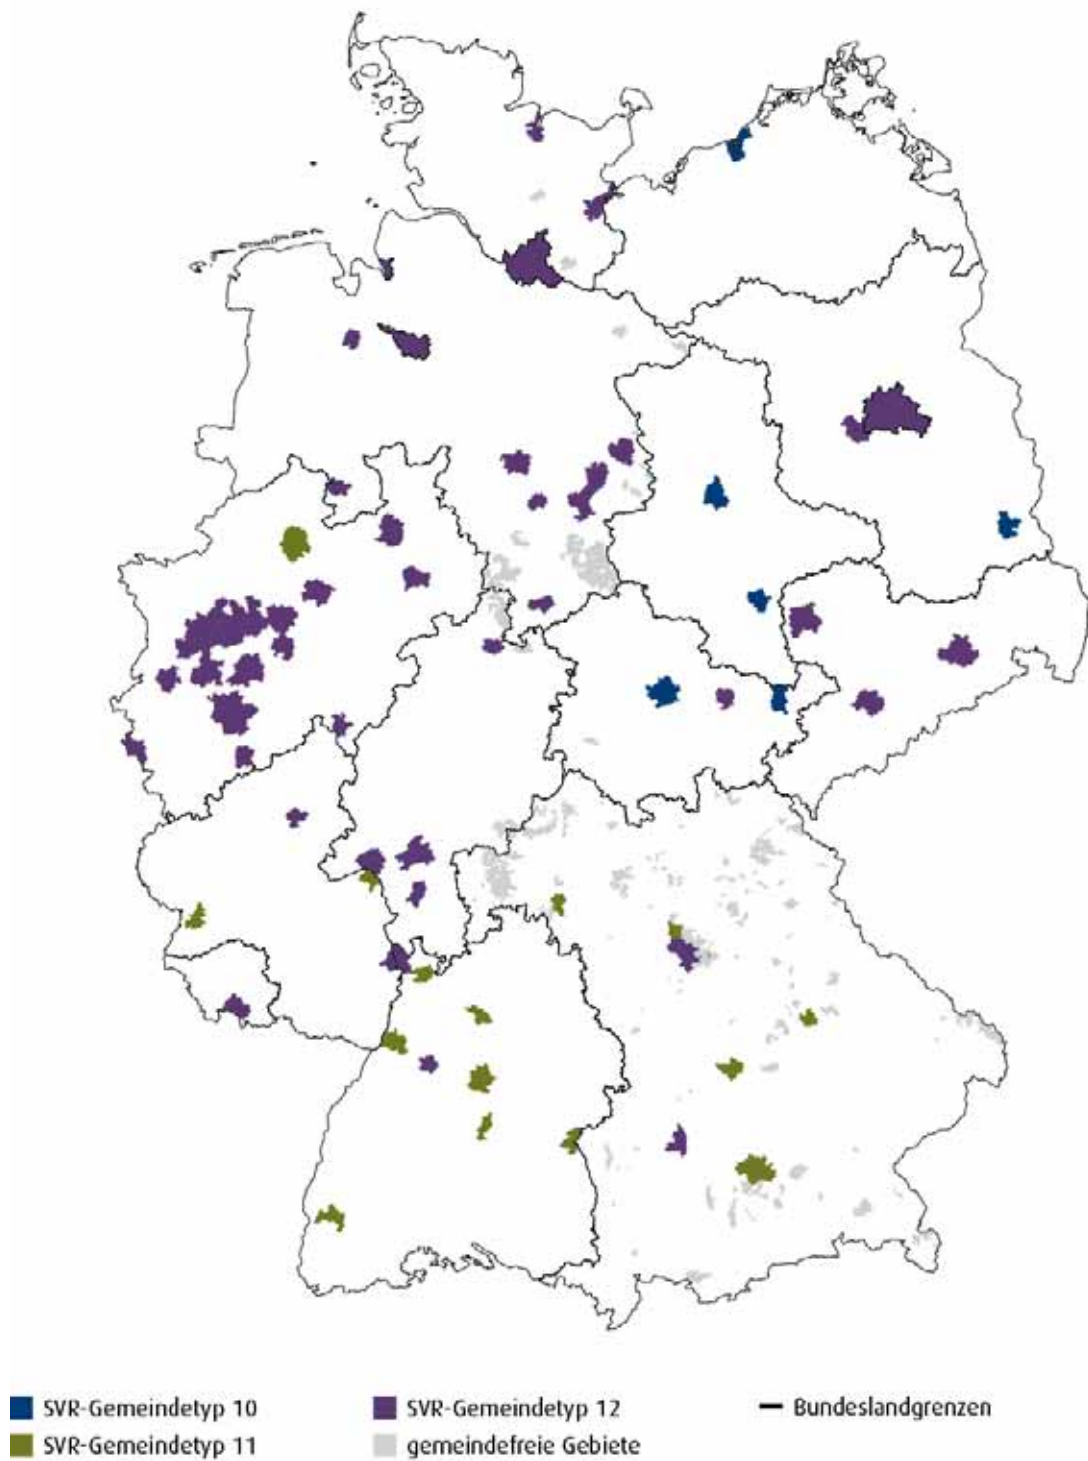 SVR-Gemeindetyp 10
SVR-Gemeindetyp 12
Bundeslandgrenzen
SVR-Gemeindetyp 11
gemeindefreie Gebiete